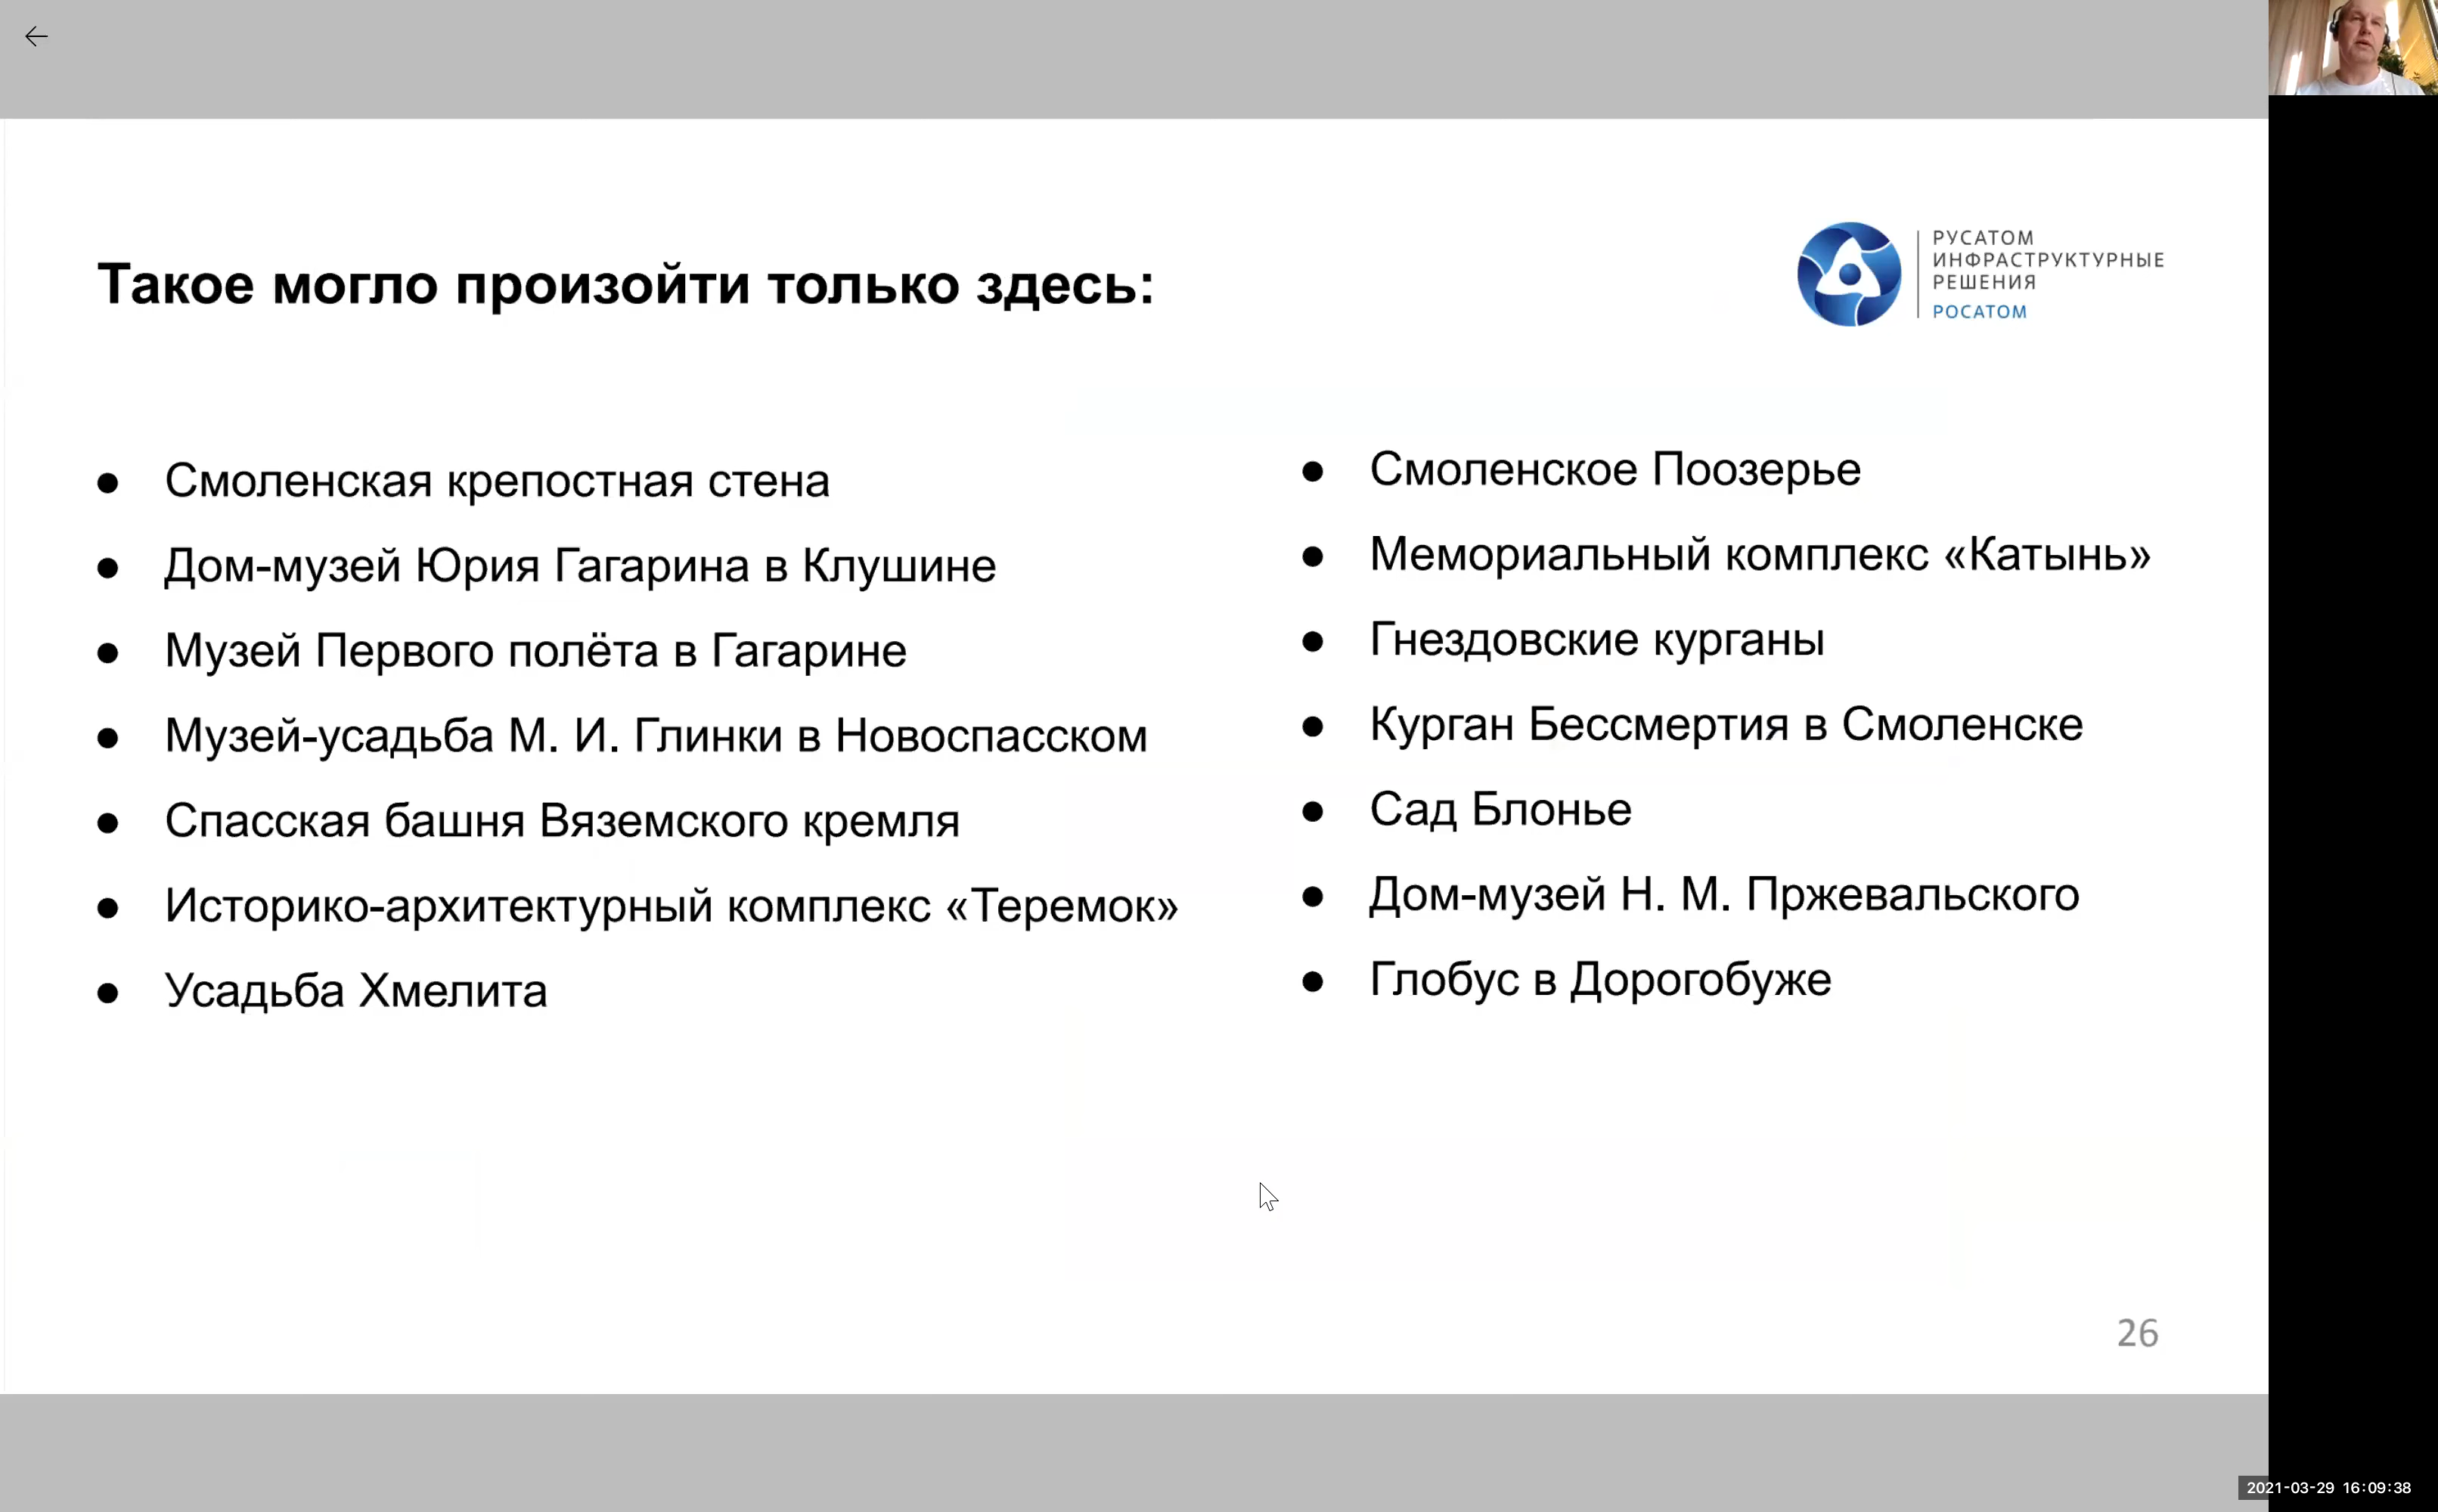 Такое могло произойти только здесь:
РУСАТОМ
ИНФРАСТРУКТУРНЫЕ
РЕШЕНИЯ
РОСАТОМ
● Смоленская крепостная стена
● Дом-музей Юрия Гагарина в Клушине
● Музей Первого полёта в Гагарине
● Музей-усадьба М. И. Глинки в Новоспасском
● Спасская башня Вяземского кремля
● Историко-архитектурный комплекс «Теремок»
● Усадьба Хмелита
● Смоленское Поозерье
● Мемориальный комплекс «Катынь»
● Гнездовские курганы
● Курган Бессмертия в Смоленске
● Сад Блонье
● Дом-музей Н. М. Пржевальского
● Глобус в Дорогобуже
26
2021-03-29 16:09:38